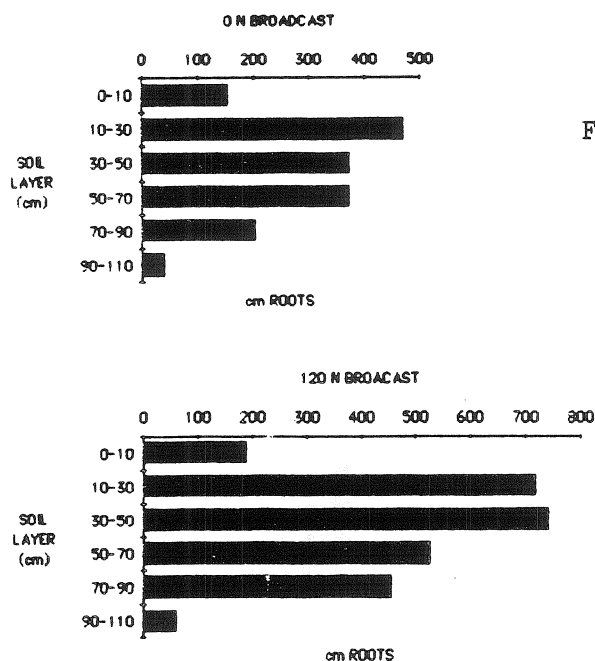 0 N BROADCAST
0 100 200 300 400 500
0-10
10-30
30-50
50-70
70-90
90-110
SOIL
LAYER
(cm)
cm ROOTS
F
120 N BROACAST
0 100 200 300 400 500 600 700 800
0-10
10-30
30-50
50-70
70-90
90-110
SOIL
LAYER
(cm)
cm ROOTS